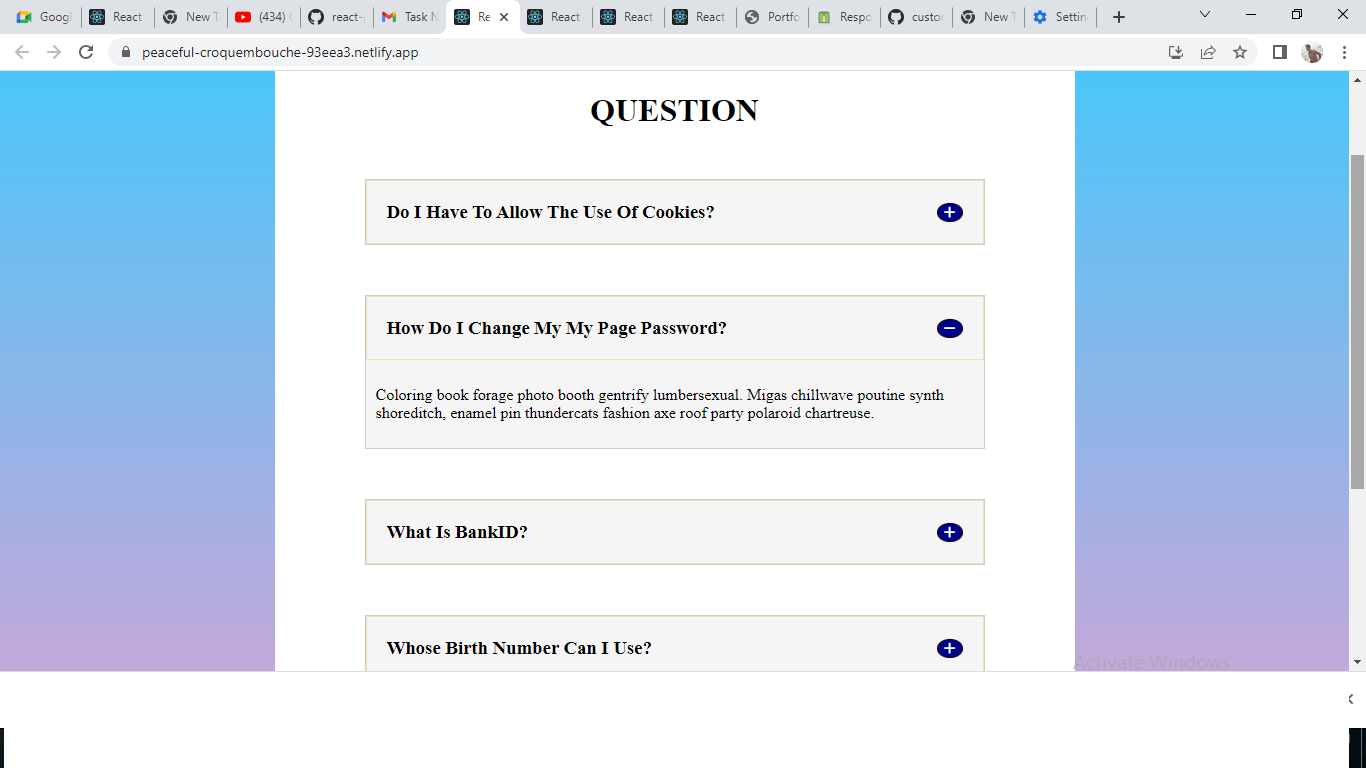 Googl React New T (434) react- Task N Re React React React Portfo Respo custor New T Settin
peaceful-croquembouche-93eea3.netlify.app
QUESTION
Do I Have To Allow The Use Of Cookies?
How Do I Change My My Page Password?
Coloring book forage photo booth gentrify lumbersexual. Migas chillwave poutine synth
shoreditch, enamel pin thundercats fashion axe roof party polaroid chartreuse.
What Is BankID?
Whose Birth Number Can I Use?
Activate Windows